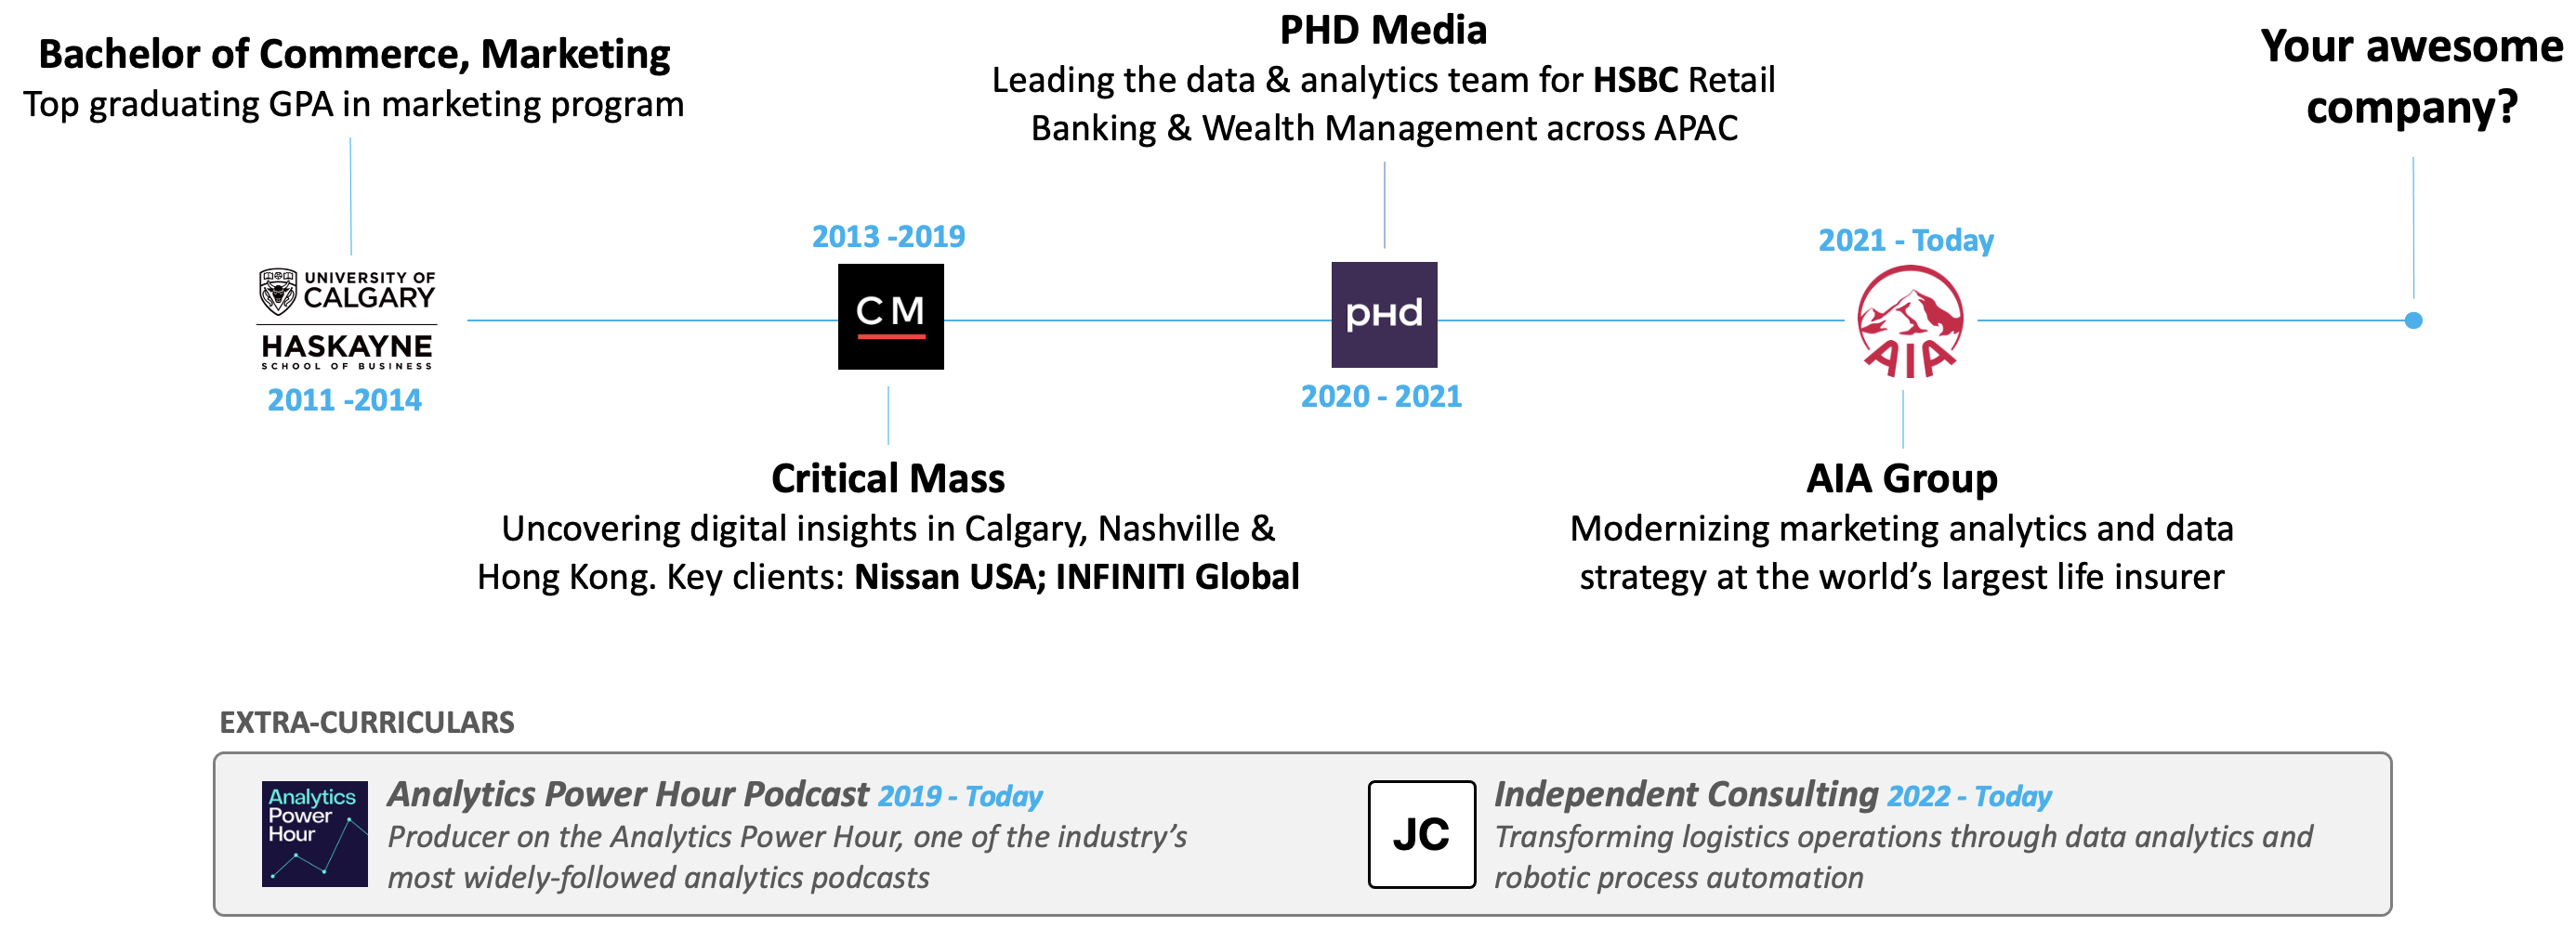 Bachelor of Commerce, Marketing
Top graduating GPA in marketing program
UNIVERSITY OF
CALGARY
HASKAYNE
SCHOOL OF BUSINESS
2011 -2014
2013 -2019
CM
Critical Mass
Uncovering digital insights in Calgary, Nashville &
Hong Kong. Key clients: Nissan USA; INFINITI Global
PHD Media
Leading the data & analytics team for HSBC Retail
Banking & Wealth Management across APAC
pHd
2020 - 2021
2021 - Today
AIA
AIA Group
Modernizing marketing analytics and data
strategy at the world’s largest life insurer
Your awesome
company?
EXTRA-CURRICULARS
Analytics
Power
Hour
Analytics Power Hour Podcast 2019 - Today
Producer on the Analytics Power Hour, one of the industry’s
most widely-followed analytics podcasts
JC
Independent Consulting 2022 - Today
Transforming logistics operations through data analytics and
robotic process automation